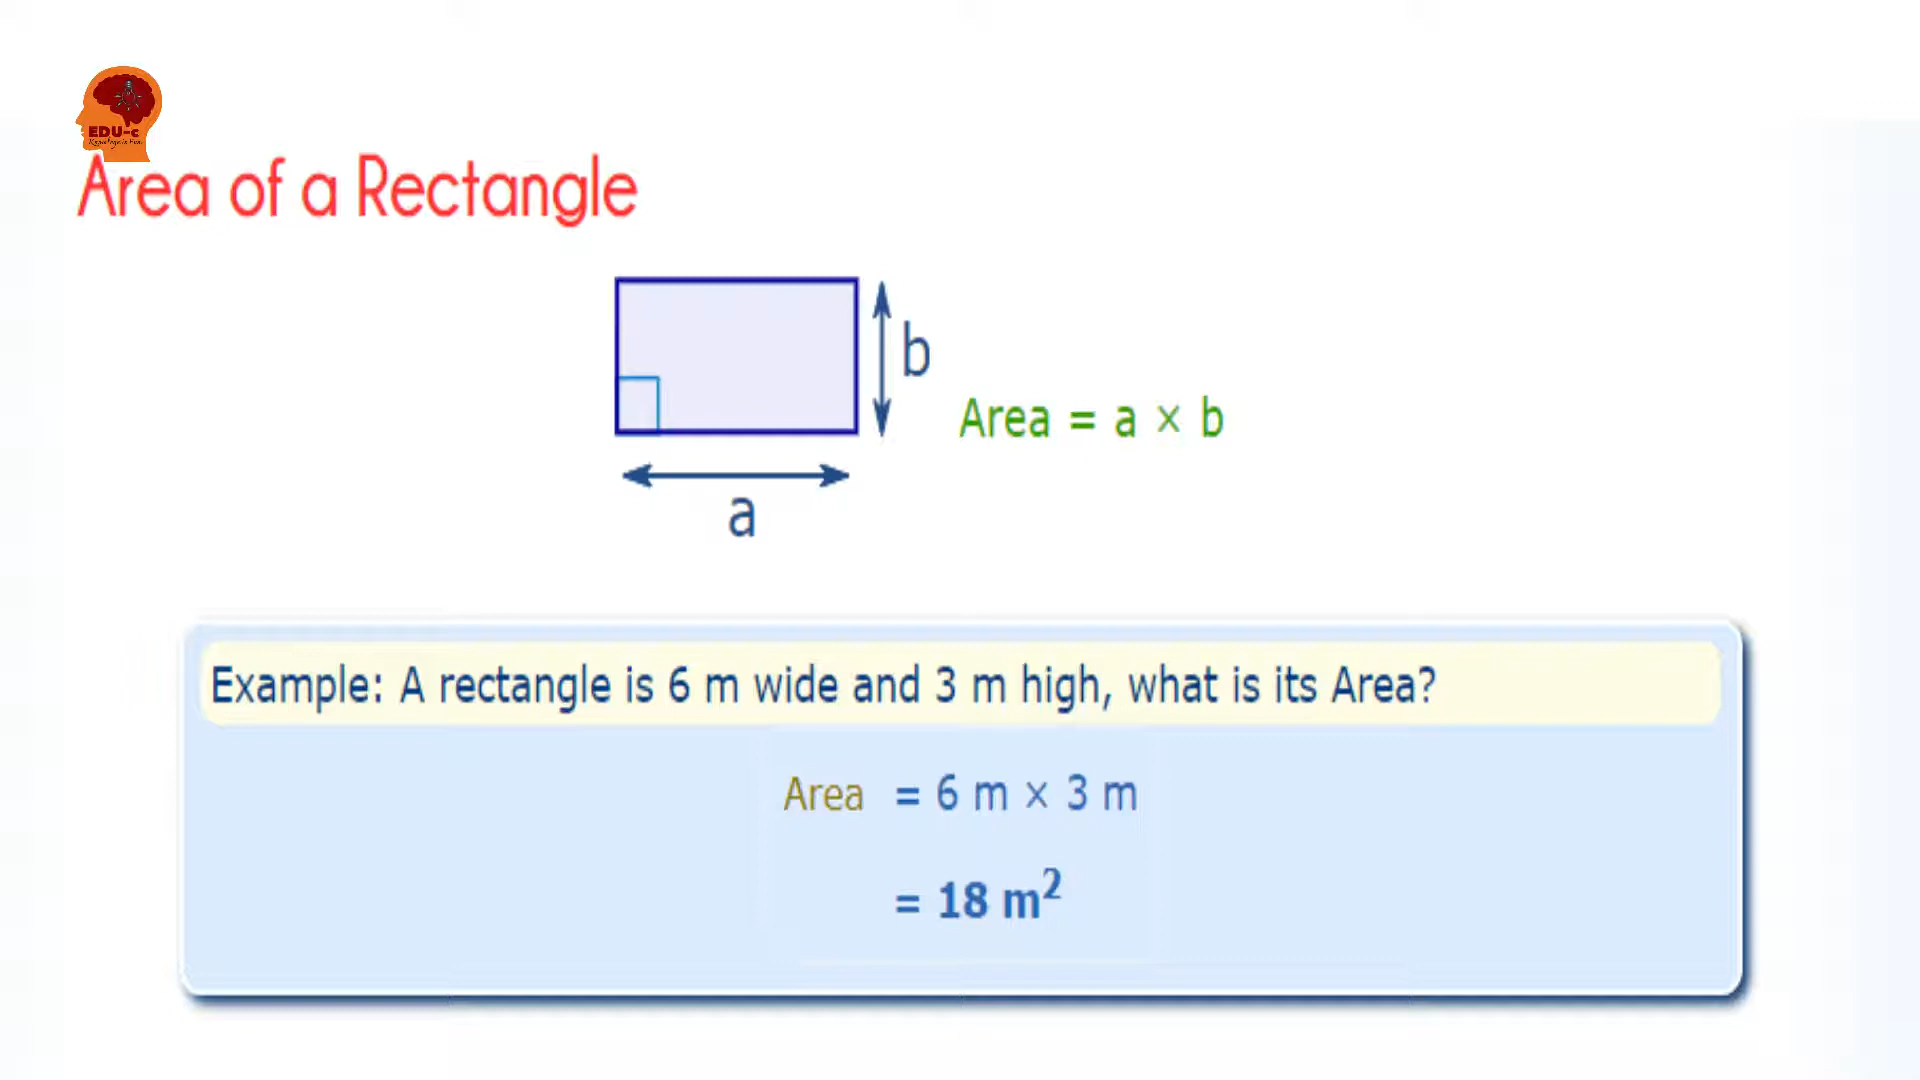 EDU-c
Area of a Rectangle
b
Area = a × b
a
Example: A rectangle is 6 m wide and 3 m high, what is its Area?
Area = 6 m × 3 m
= 18 m²